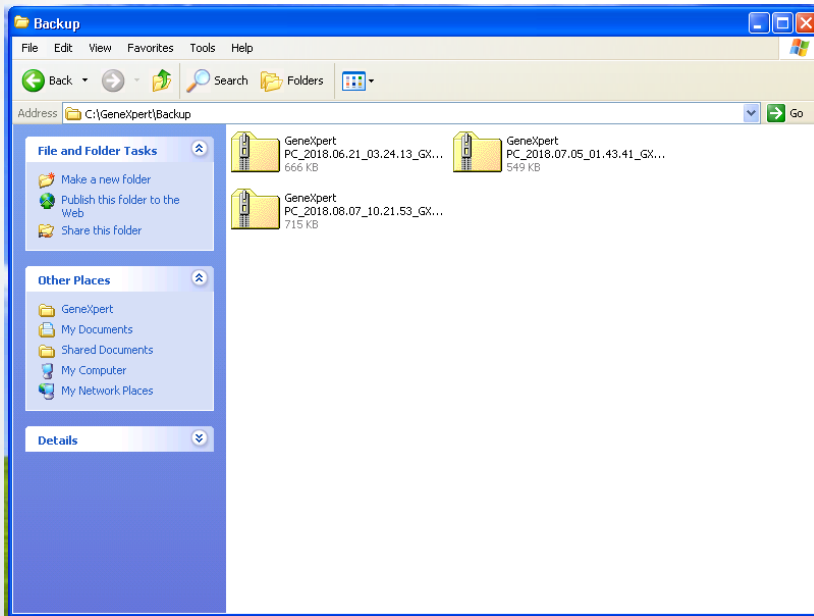 Backup
File Edit View Favorites Tools Help
Back Search Folders
Address C:\GeneXpert\Backup Go
File and Folder Tasks
Make a new folder
Publish this folder to the
Web
Share this folder
Other Places
GeneXpert
My Documents
Shared Documents
My Computer
My Network Places
Details
GeneXpert
PC_2018.06.21_03.24.13_GX...
666 KB
GeneXpert
PC_2018.07.05_01.43.41_GX...
549 KB
GeneXpert
PC_2018.08.07_10.21.53_GX...
715 KB